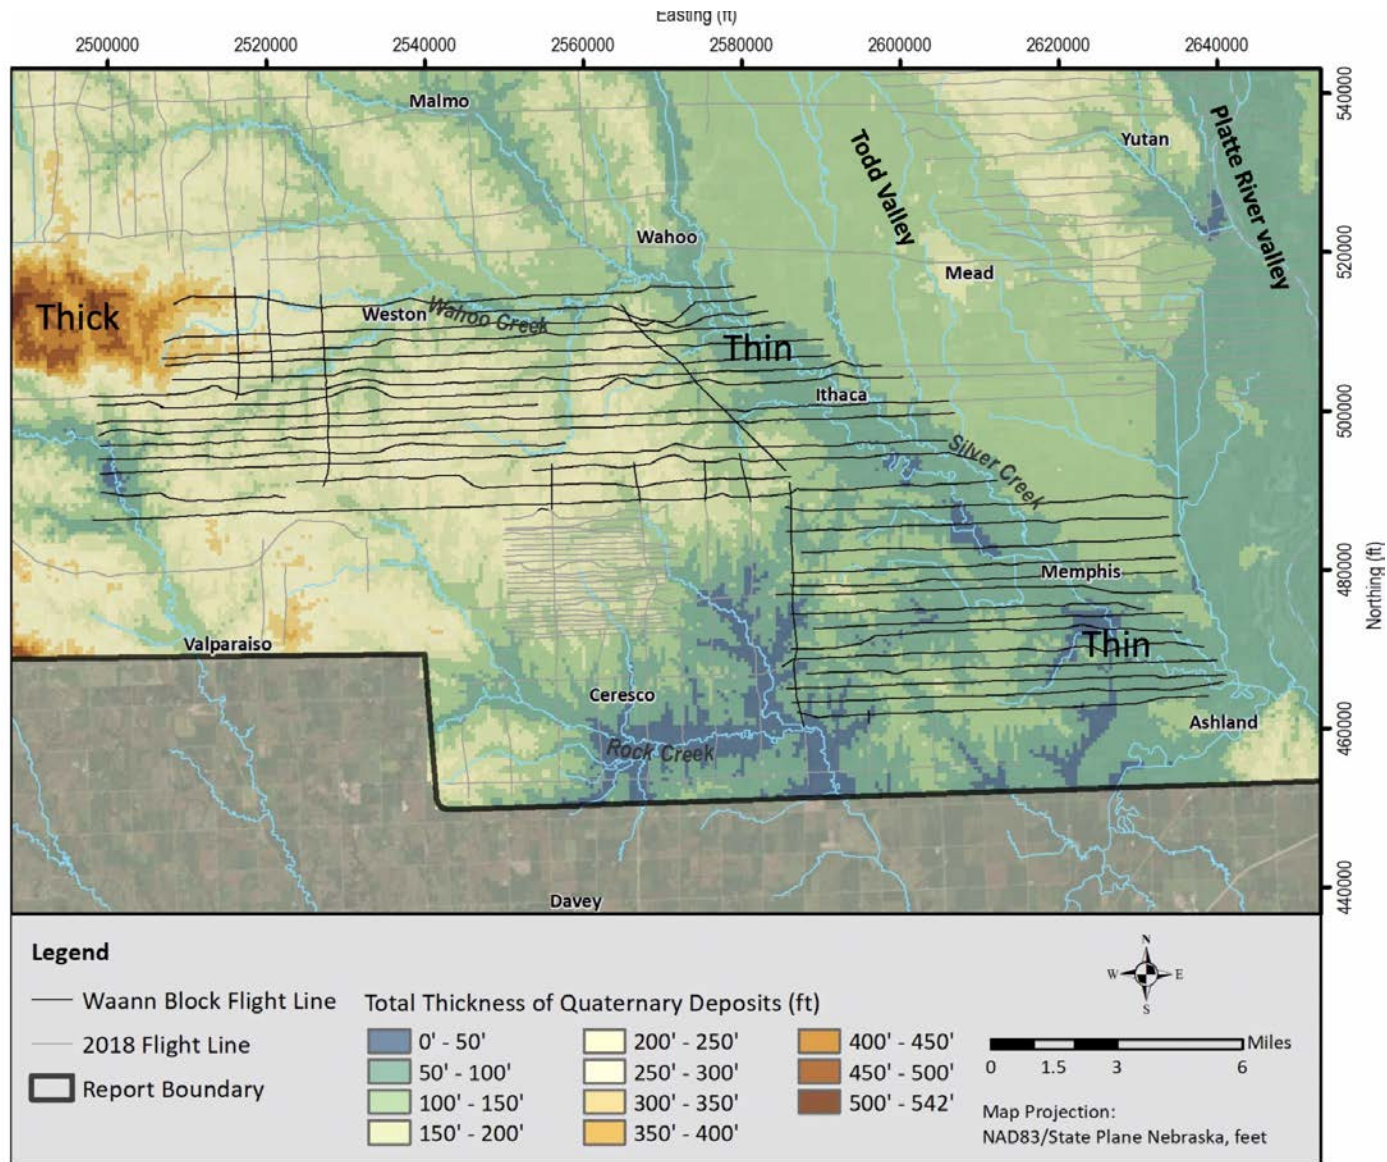 Easting (ft)
2500000 2520000 2540000 2560000 2580000 2600000 2620000 2640000
540000
520000
500000
480000
460000
440000
Northing (ft)
Malmo
Yutan
Platte River valley
Todd Valley
Wahoo
Mead
Thick
Weston
Wahoo Creek
Thin
Ithaca
Silver Creek
Memphis
Thin
Valparaiso
Ceresco
Rock Creek
Ashland
Davey
Legend
Waann Block Flight Line
2018 Flight Line
Report Boundary
Total Thickness of Quaternary Deposits (ft)
0' - 50'
50' - 100'
100' - 150'
150' - 200'
200' - 250'
250' - 300'
300' - 350'
350' - 400'
400' - 450'
450' - 500'
500' - 542'
N
W E
S
Miles
0 1.5 3 6
Map Projection:
NAD83/State Plane Nebraska, feet